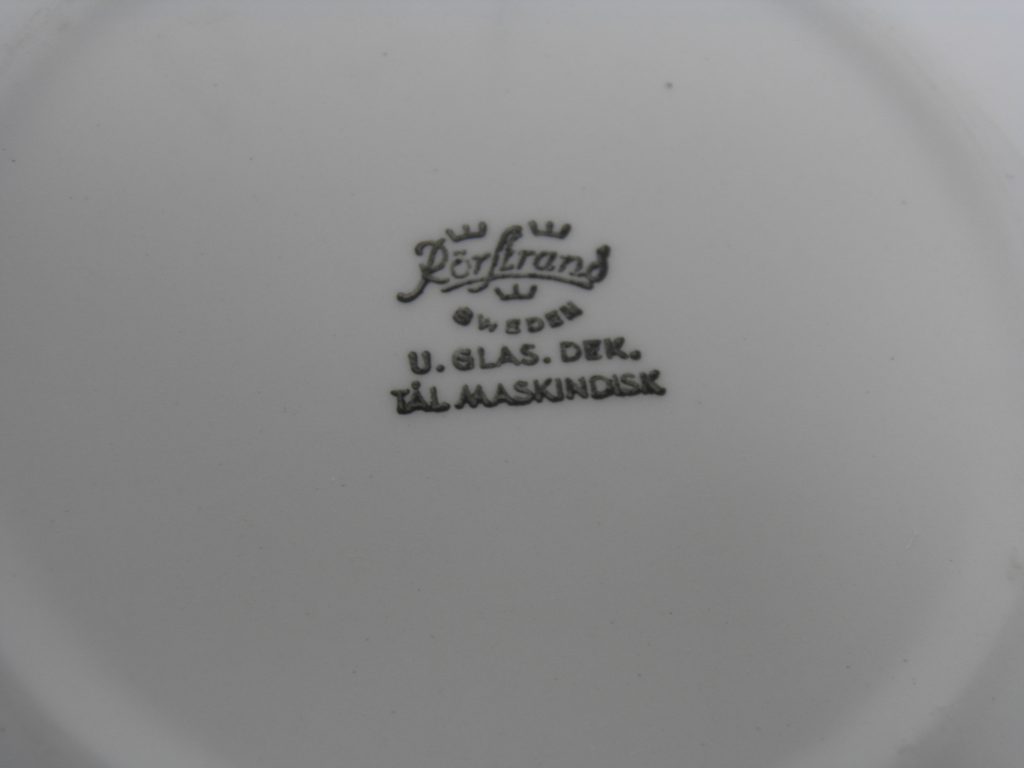 Rörstrand
SWEDEN
U. GLAS. DEK.
TÅL MASKINDISK